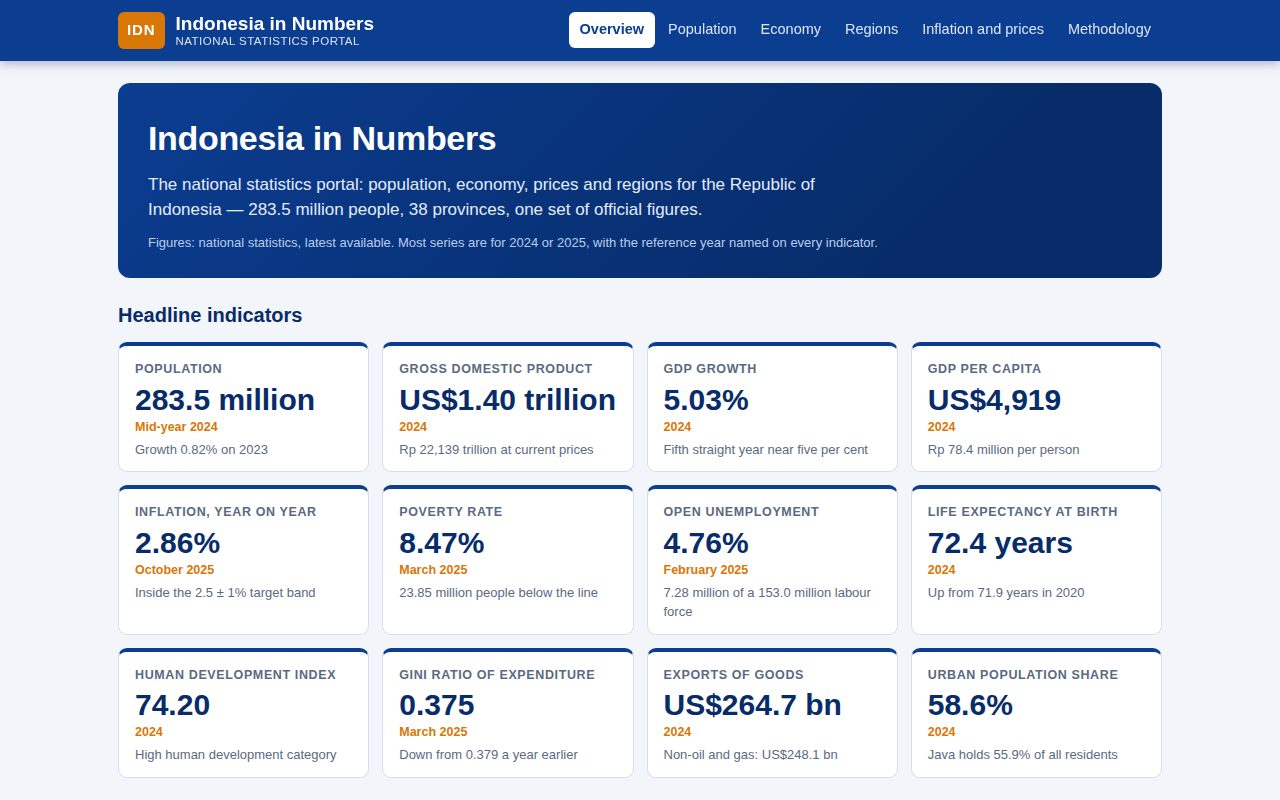 IDN
Indonesia in Numbers
NATIONAL STATISTICS PORTAL
Overview
Population
Economy
Regions
Inflation and prices
Methodology
Indonesia in Numbers
The national statistics portal: population, economy, prices and regions for the Republic of
Indonesia — 283.5 million people, 38 provinces, one set of official figures.
Figures: national statistics, latest available. Most series are for 2024 or 2025, with the reference year named on every indicator.
Headline indicators
POPULATION
283.5 million
Mid-year 2024
Growth 0.82% on 2023
GROSS DOMESTIC PRODUCT
US$1.40 trillion
2024
Rp 22,139 trillion at current prices
GDP GROWTH
5.03%
2024
Fifth straight year near five per cent
GDP PER CAPITA
US$4,919
2024
Rp 78.4 million per person
INFLATION, YEAR ON YEAR
2.86%
October 2025
Inside the 2.5 ± 1% target band
POVERTY RATE
8.47%
March 2025
23.85 million people below the line
OPEN UNEMPLOYMENT
4.76%
February 2025
7.28 million of a 153.0 million labour
force
LIFE EXPECTANCY AT BIRTH
72.4 years
2024
Up from 71.9 years in 2020
HUMAN DEVELOPMENT INDEX
74.20
2024
High human development category
GINI RATIO OF EXPENDITURE
0.375
March 2025
Down from 0.379 a year earlier
EXPORTS OF GOODS
US$264.7 bn
2024
Non-oil and gas: US$248.1 bn
URBAN POPULATION SHARE
58.6%
2024
Java holds 55.9% of all residents